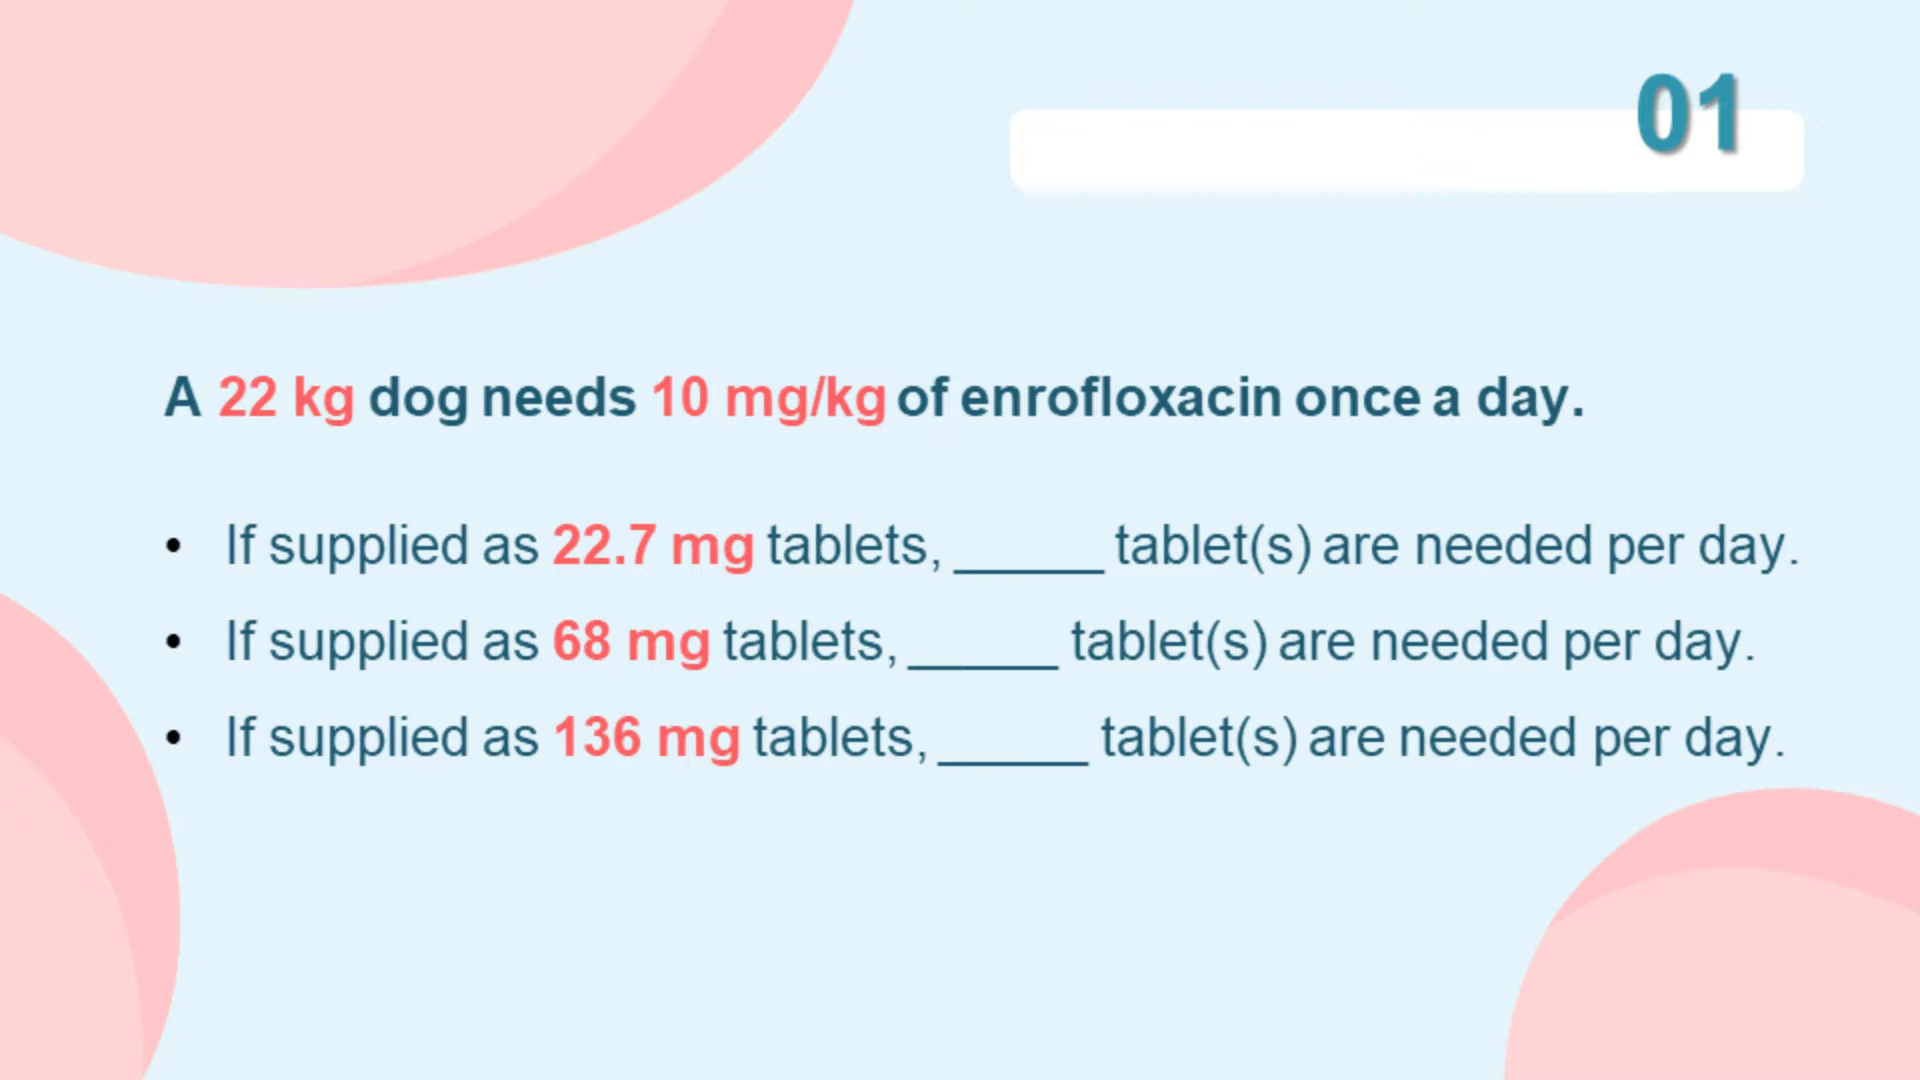 01
A 22 kg dog needs 10 mg/kg of enrofloxacin once a day.
• If supplied as 22.7 mg tablets, _____ tablet(s) are needed per day.
• If supplied as 68 mg tablets, _____ tablet(s) are needed per day.
• If supplied as 136 mg tablets, _____ tablet(s) are needed per day.